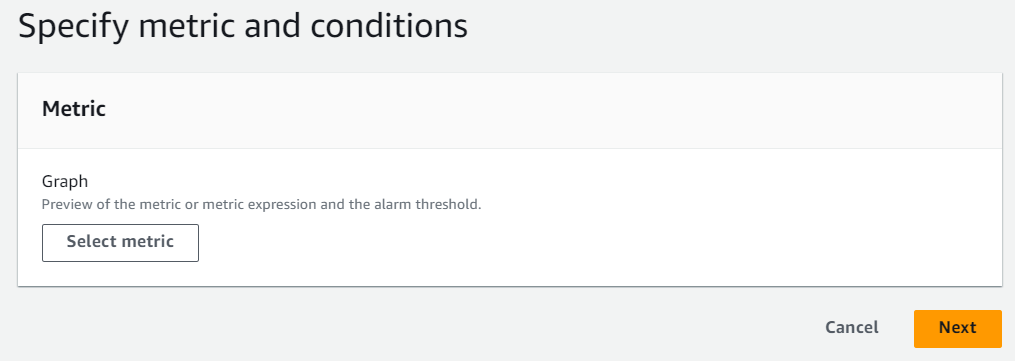 Specify metric and conditions
Metric
Graph
Preview of the metric or metric expression and the alarm threshold.
Select metric
Cancel
Next